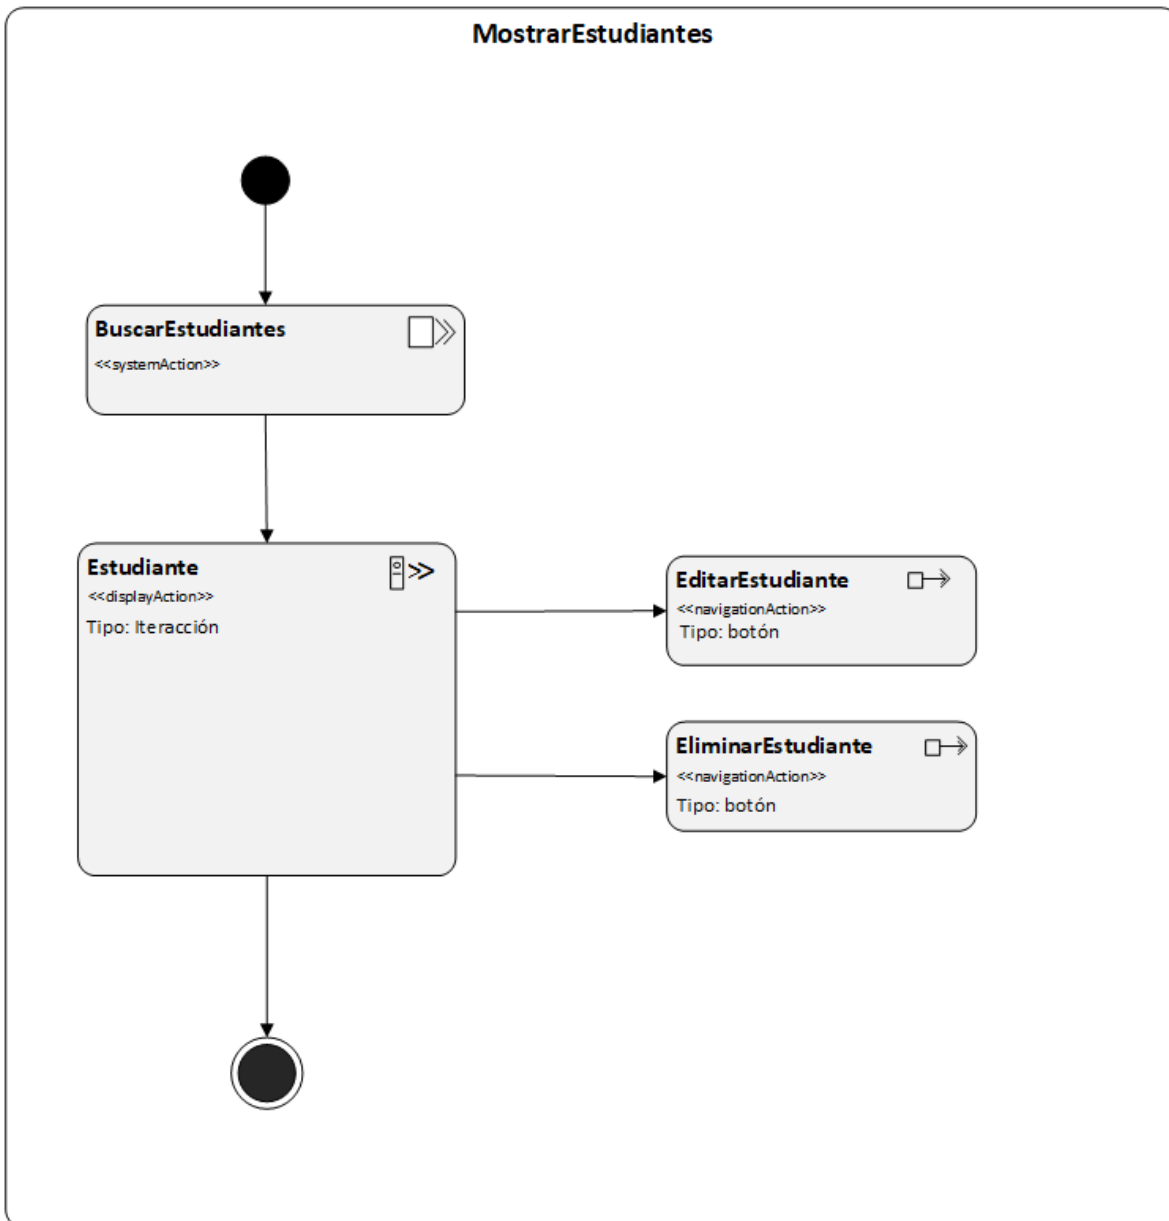 MostrarEstudiantes
BuscarEstudiantes
<<systemAction>>
Estudiante
<<displayAction>>
Tipo: Iteracción
EditarEstudiante
<<navigationAction>>
Tipo: botón
EliminarEstudiante
<<navigationAction>>
Tipo: botón